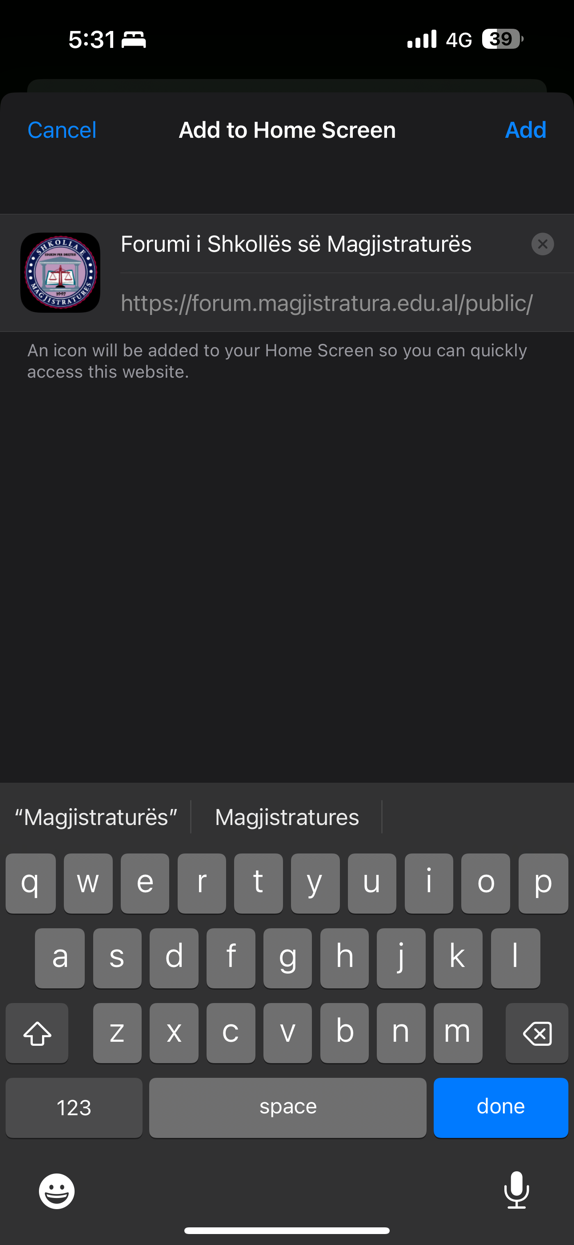 5:31 4G 39
Cancel Add to Home Screen Add
SHKOLLA E
MAGJISTRATURËS
Forumi i Shkollës së Magjistraturës
https://forum.magjistratura.edu.al/public/
An icon will be added to your Home Screen so you can quickly
access this website.
“Magjistraturës” Magjistratures
q w e r t y u i o p
a s d f g h j k l
z x c v b n m
123 space done